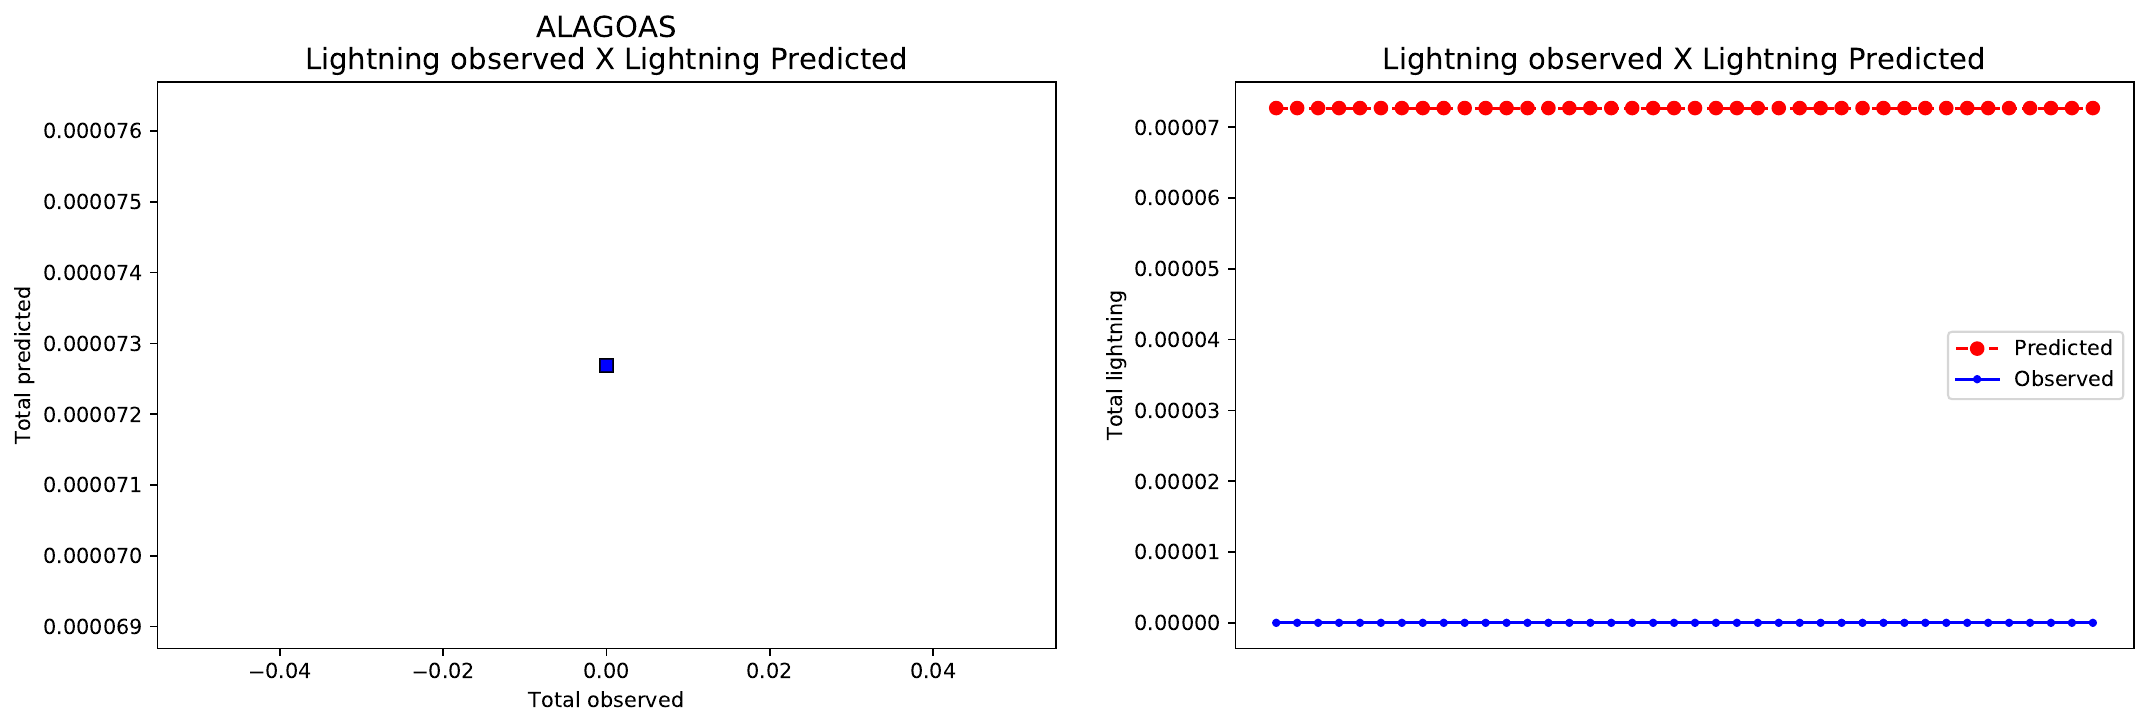 ALAGOAS
Lightning observed X Lightning Predicted
0.000076
0.000075
0.000074
0.000073
0.000072
0.000071
0.000070
0.000069
Total predicted
−0.04
−0.02
0.00
0.02
0.04
Total observed
Lightning observed X Lightning Predicted
0.00007
0.00006
0.00005
0.00004
0.00003
0.00002
0.00001
0.00000
Total lightning
Predicted
Observed